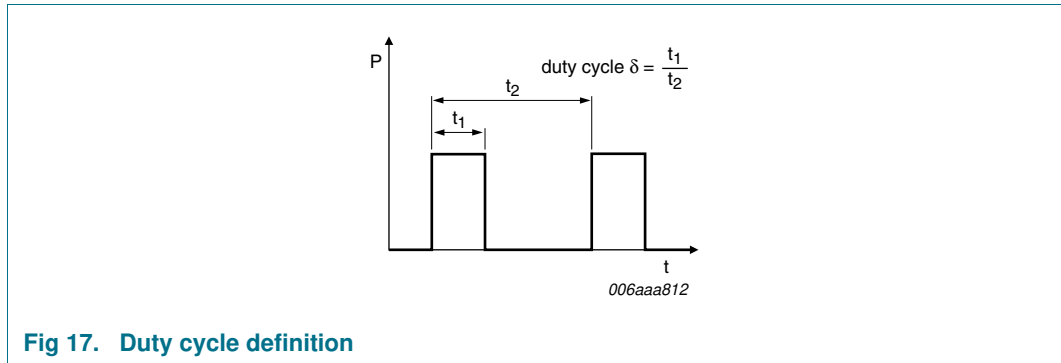 P
duty cycle δ = t1
t2
t2
t1
t
006aaa812
Fig 17. Duty cycle definition